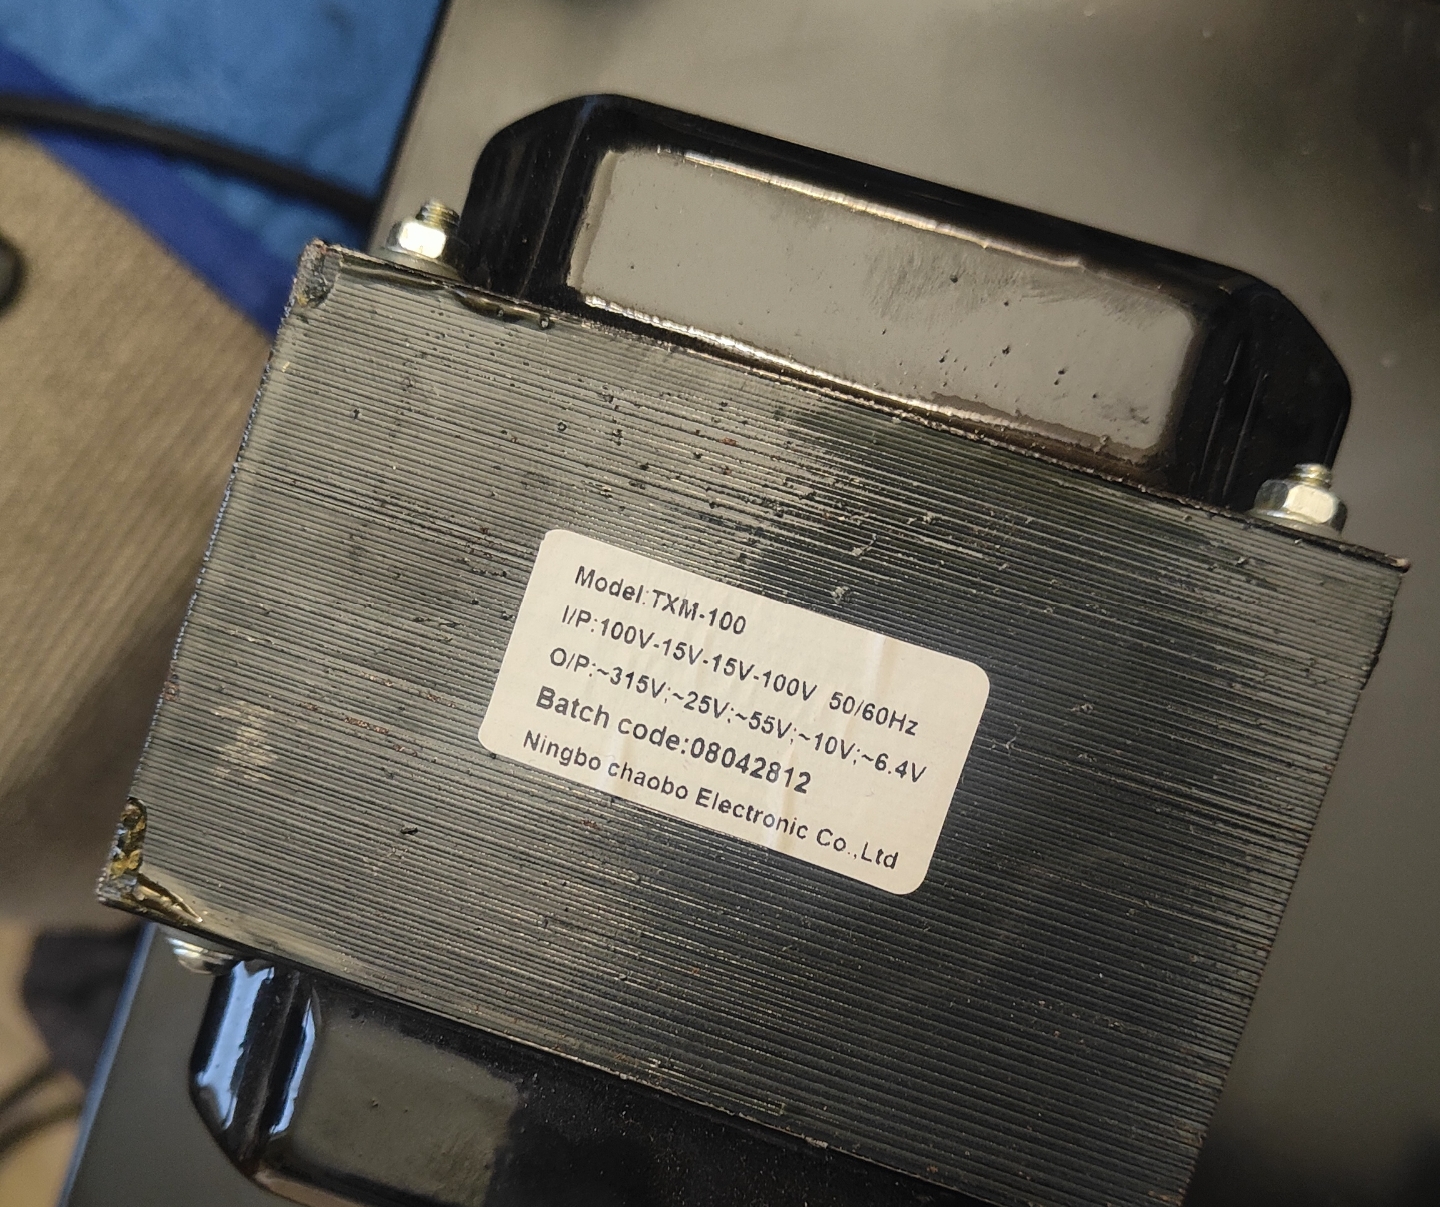 Model:TXM-100
I/P:100V-15V-15V-100V 50/60Hz
O/P:~315V;~25V;~55V;~10V;~6.4V
Batch code:08042812
Ningbo chaobo Electronic Co.,Ltd